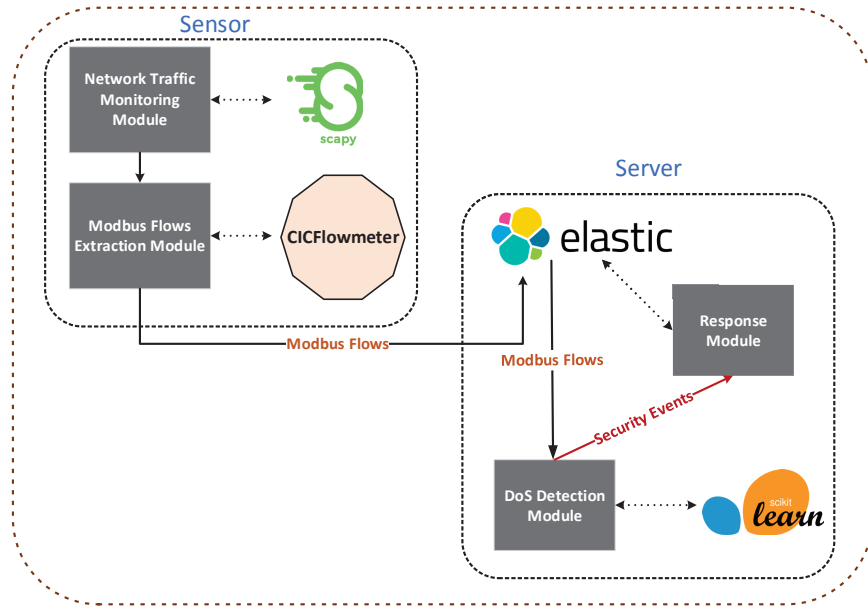 Sensor
Network Traffic
Monitoring
Module
scapy
Modbus Flows
Extraction Module
CICFlowmeter
Modbus Flows
Server
elastic
Response
Module
Modbus Flows
Security Events
DoS Detection
Module
scikit
learn